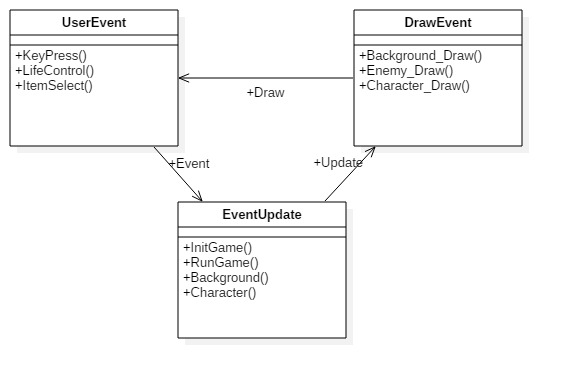 UserEvent
+KeyPress()
+LifeControl()
+ItemSelect()
DrawEvent
+Background_Draw()
+Enemy_Draw()
+Character_Draw()
+Draw
+Event
+Update
EventUpdate
+InitGame()
+RunGame()
+Background()
+Character()